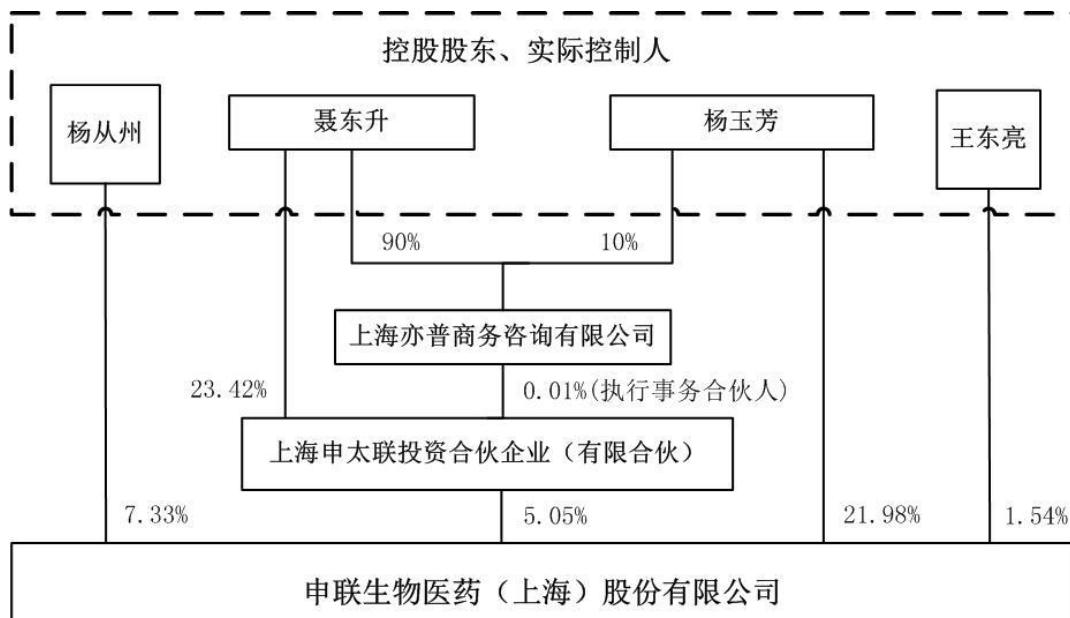 控股股东、实际控制人
杨从州
聂东升
杨玉芳
王东亮
90%
10%
上海亦普商务咨询有限公司
23.42%
0.01%(执行事务合伙人)
上海申太联投资合伙企业（有限合伙）
7.33%
5.05%
21.98%
1.54%
申联生物医药（上海）股份有限公司